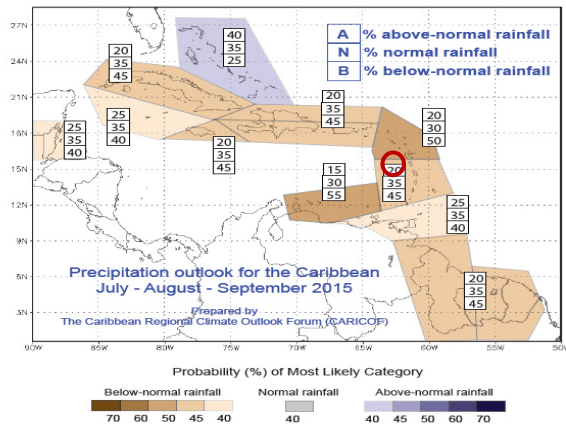 27N
24N
21N
18N
15N
12N
9N
6N
3N
A % above-normal rainfall
N % normal rainfall
B % below-normal rainfall
40
35
25
20
35
45
20
35
45
20
30
50
25
35
40
25
35
40
20
35
45
15
30
55
20
35
45
25
35
40
20
35
45
Precipitation outlook for the Caribbean
July - August - September 2015
Prepared by
The Caribbean Regional Climate Outlook Forum (CARICOF)
90W 85W 80W 75W 70W 65W 60W 55W 50W
Probability (%) of Most Likely Category
Below-normal rainfall Normal rainfall Above-normal rainfall
70 60 50 45 40 40 40 45 50 60 70